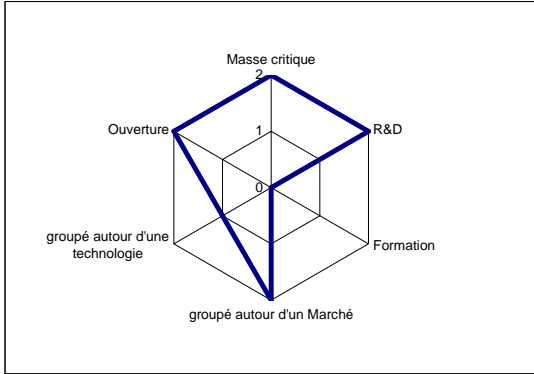 Masse critique
2
Ouverture
1
R&D
0
groupé autour d'une
technologie
Formation
groupé autour d'un Marché